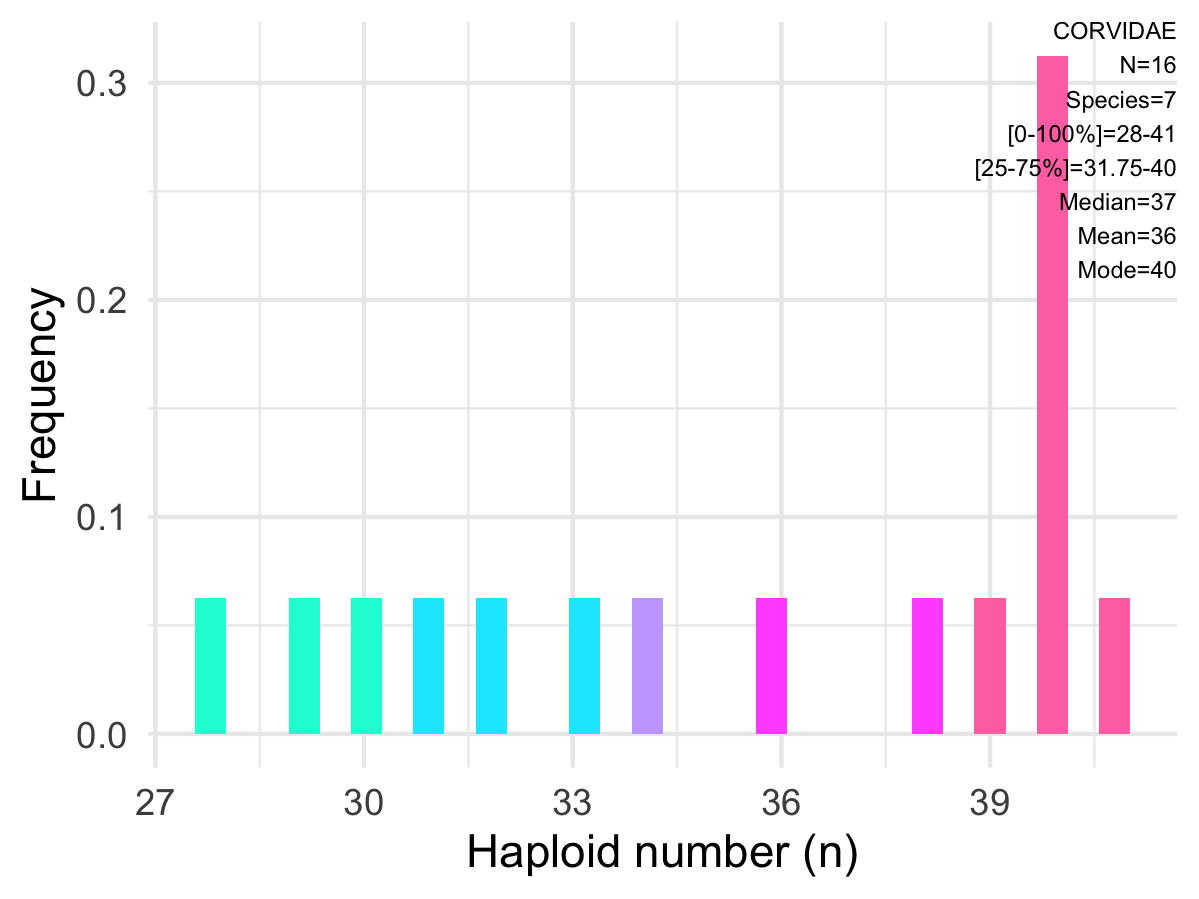 CORVIDAE
N=16
Species=7
[0-100%]=28-41
[25-75%]=31.75-40
Median=37
Mean=36
Mode=40
0.3
0.2
0.1
0.0
Frequency
27 30 33 36 39
Haploid number (n)